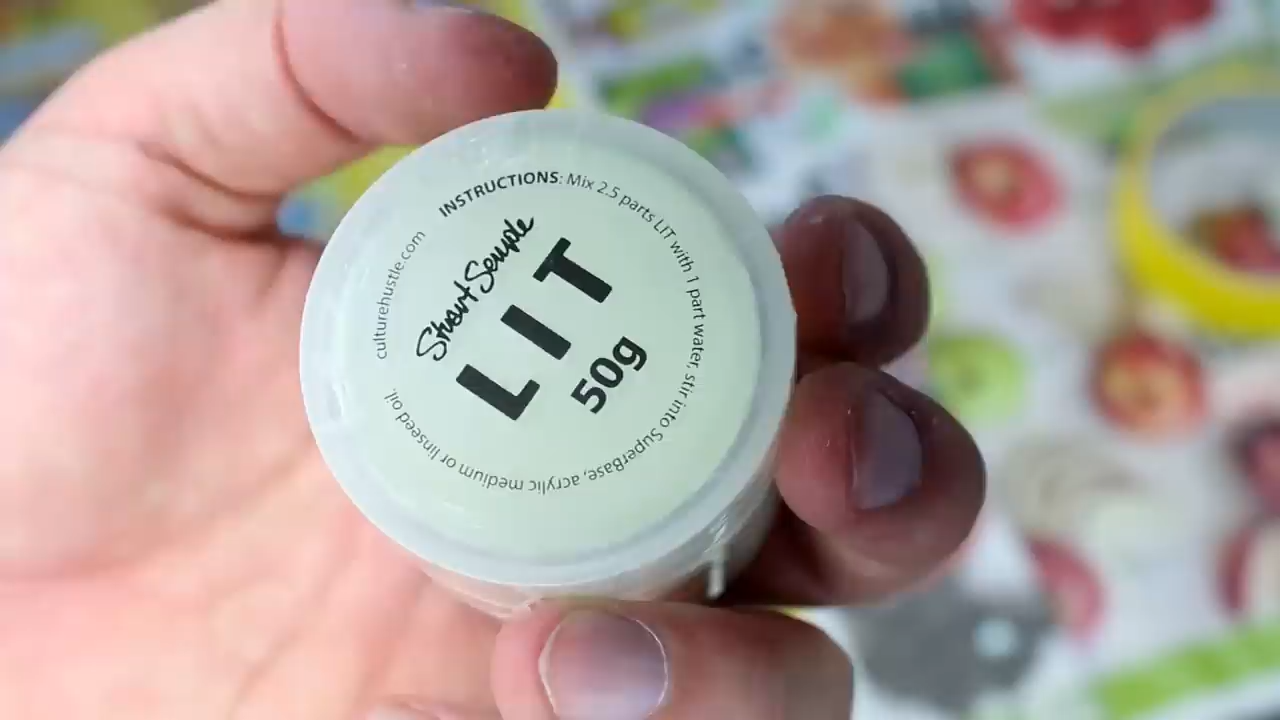 Stuart Semple
LIT
50g
INSTRUCTIONS: Mix 2.5 parts LIT with 1 part water, stir into SuperBase, acrylic medium or linseed oil.
culturehustle.com